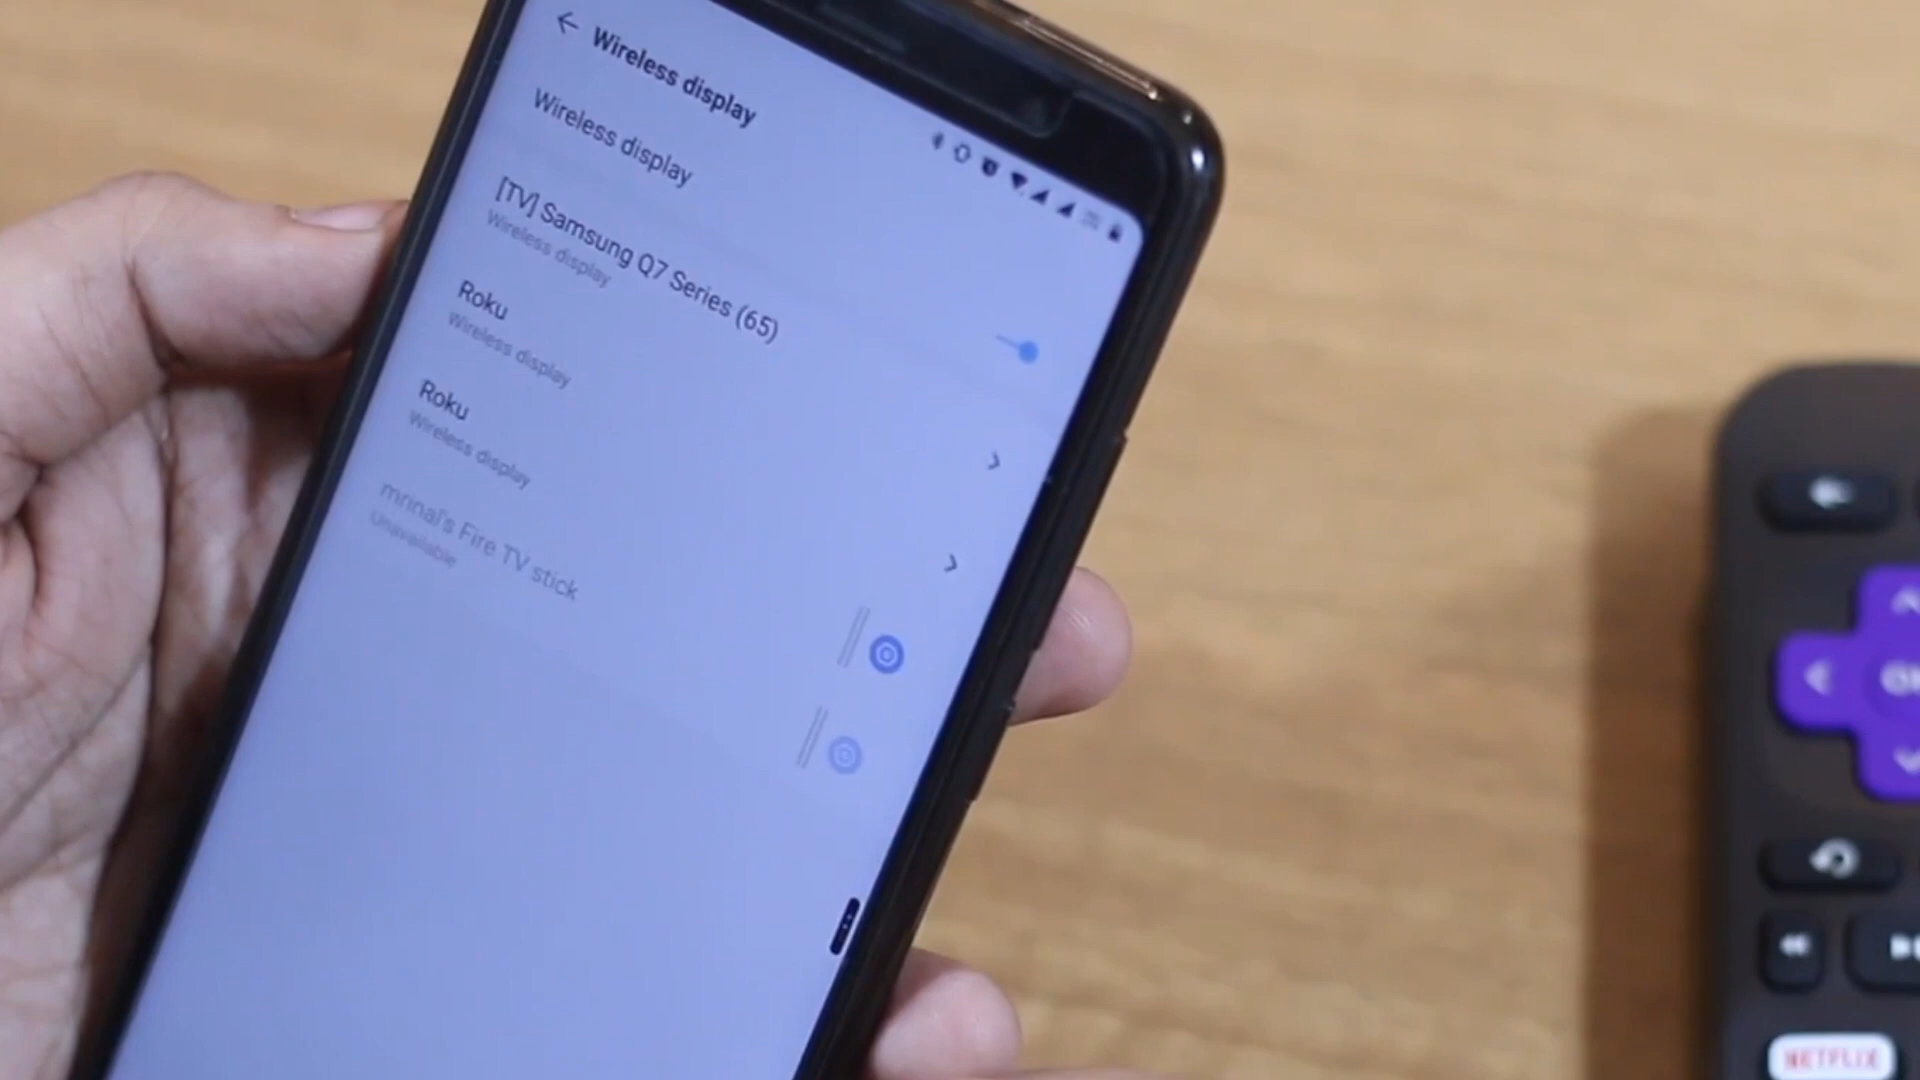 Wireless display
Wireless display
[TV] Samsung Q7 Series (65)
Wireless display
Roku
Wireless display
Roku
Wireless display
mrinal's Fire TV stick
Unavailable
NETFLIX